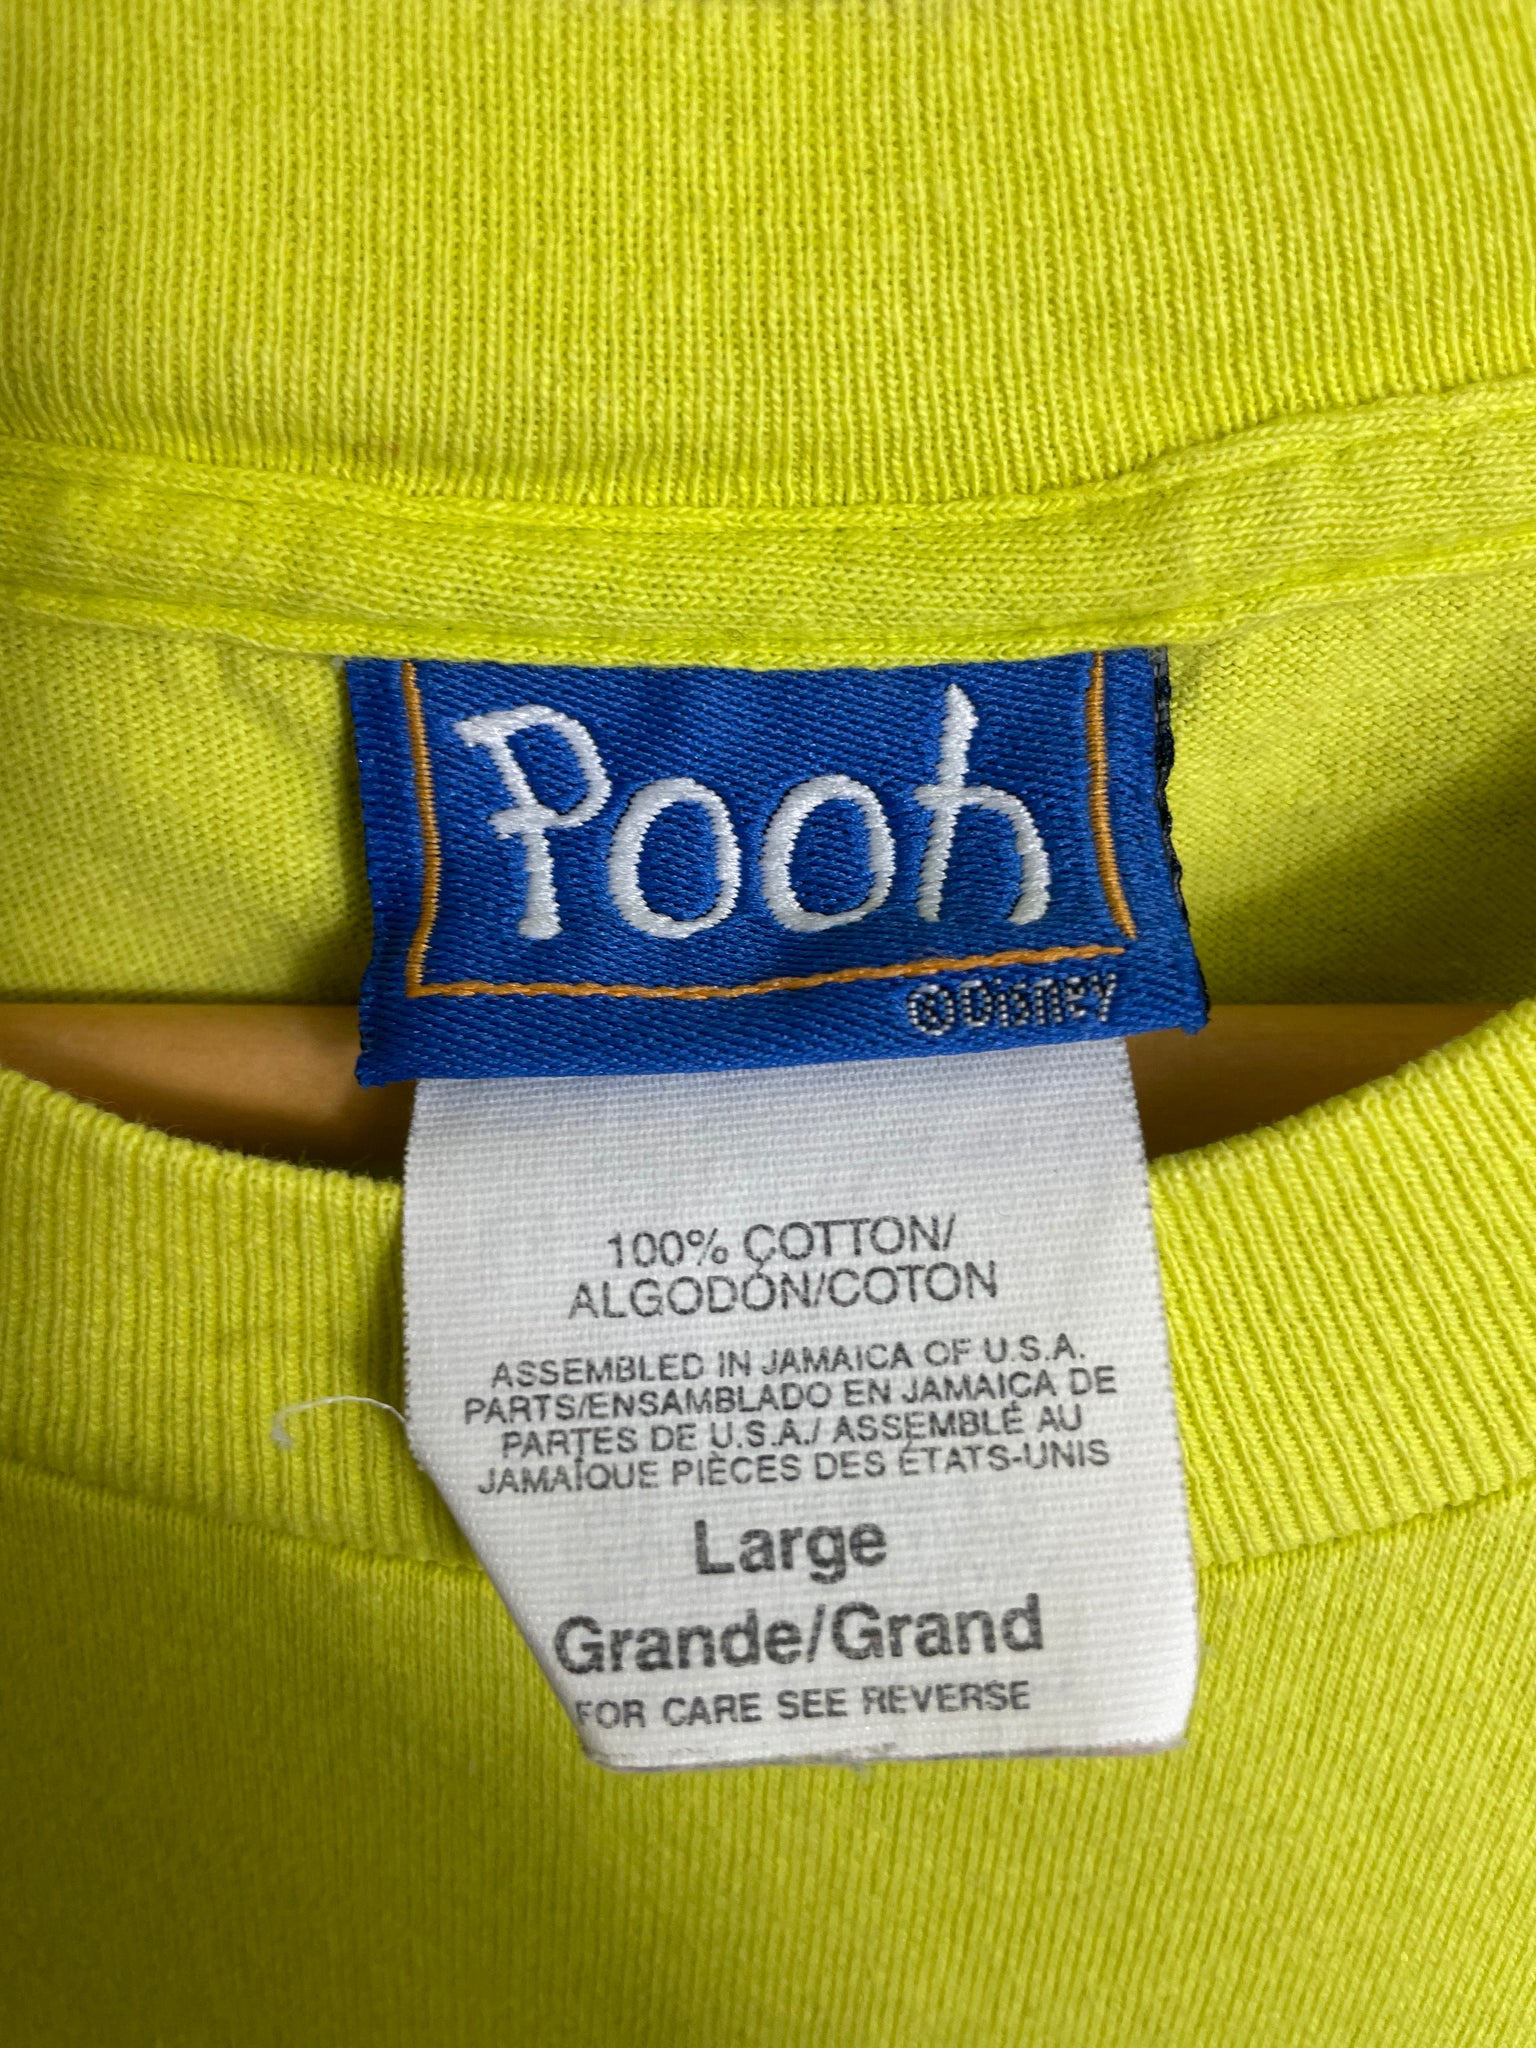 Pooh
©Disney
100% COTTON/
ALGODÓN/COTON
ASSEMBLED IN JAMAICA OF U.S.A.
PARTS/ENSAMBLADO EN JAMAICA DE
PARTES DE U.S.A./ ASSEMBLÉ AU
JAMAÏQUE PIÈCES DES ÉTATS-UNIS
Large
Grande/Grand
FOR CARE SEE REVERSE